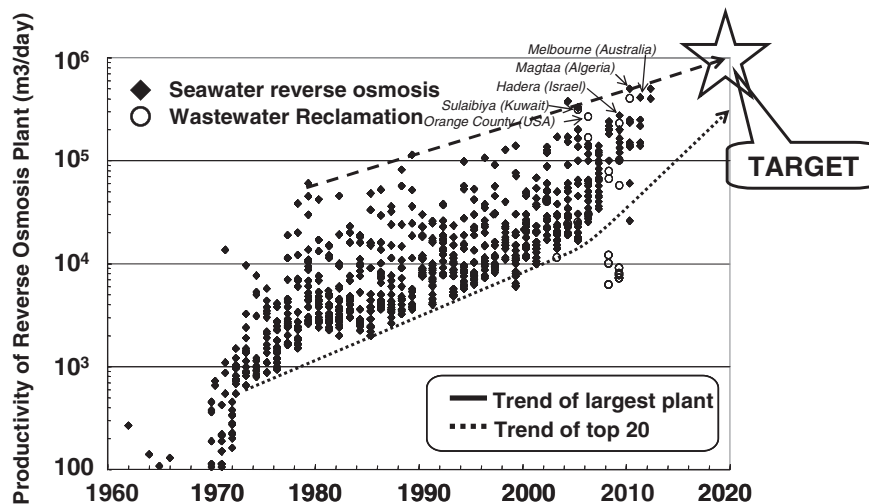 Productivity of Reverse Osmosis Plant (m3/day)
10⁶
10⁵
10⁴
10³
100
Seawater reverse osmosis
Wastewater Reclamation
Melbourne (Australia)
Magtaa (Algeria)
Hadera (Israel)
Sulaibiya (Kuwait)
Orange County (USA)
TARGET
Trend of largest plant
Trend of top 20
1960
1970
1980
1990
2000
2010
2020